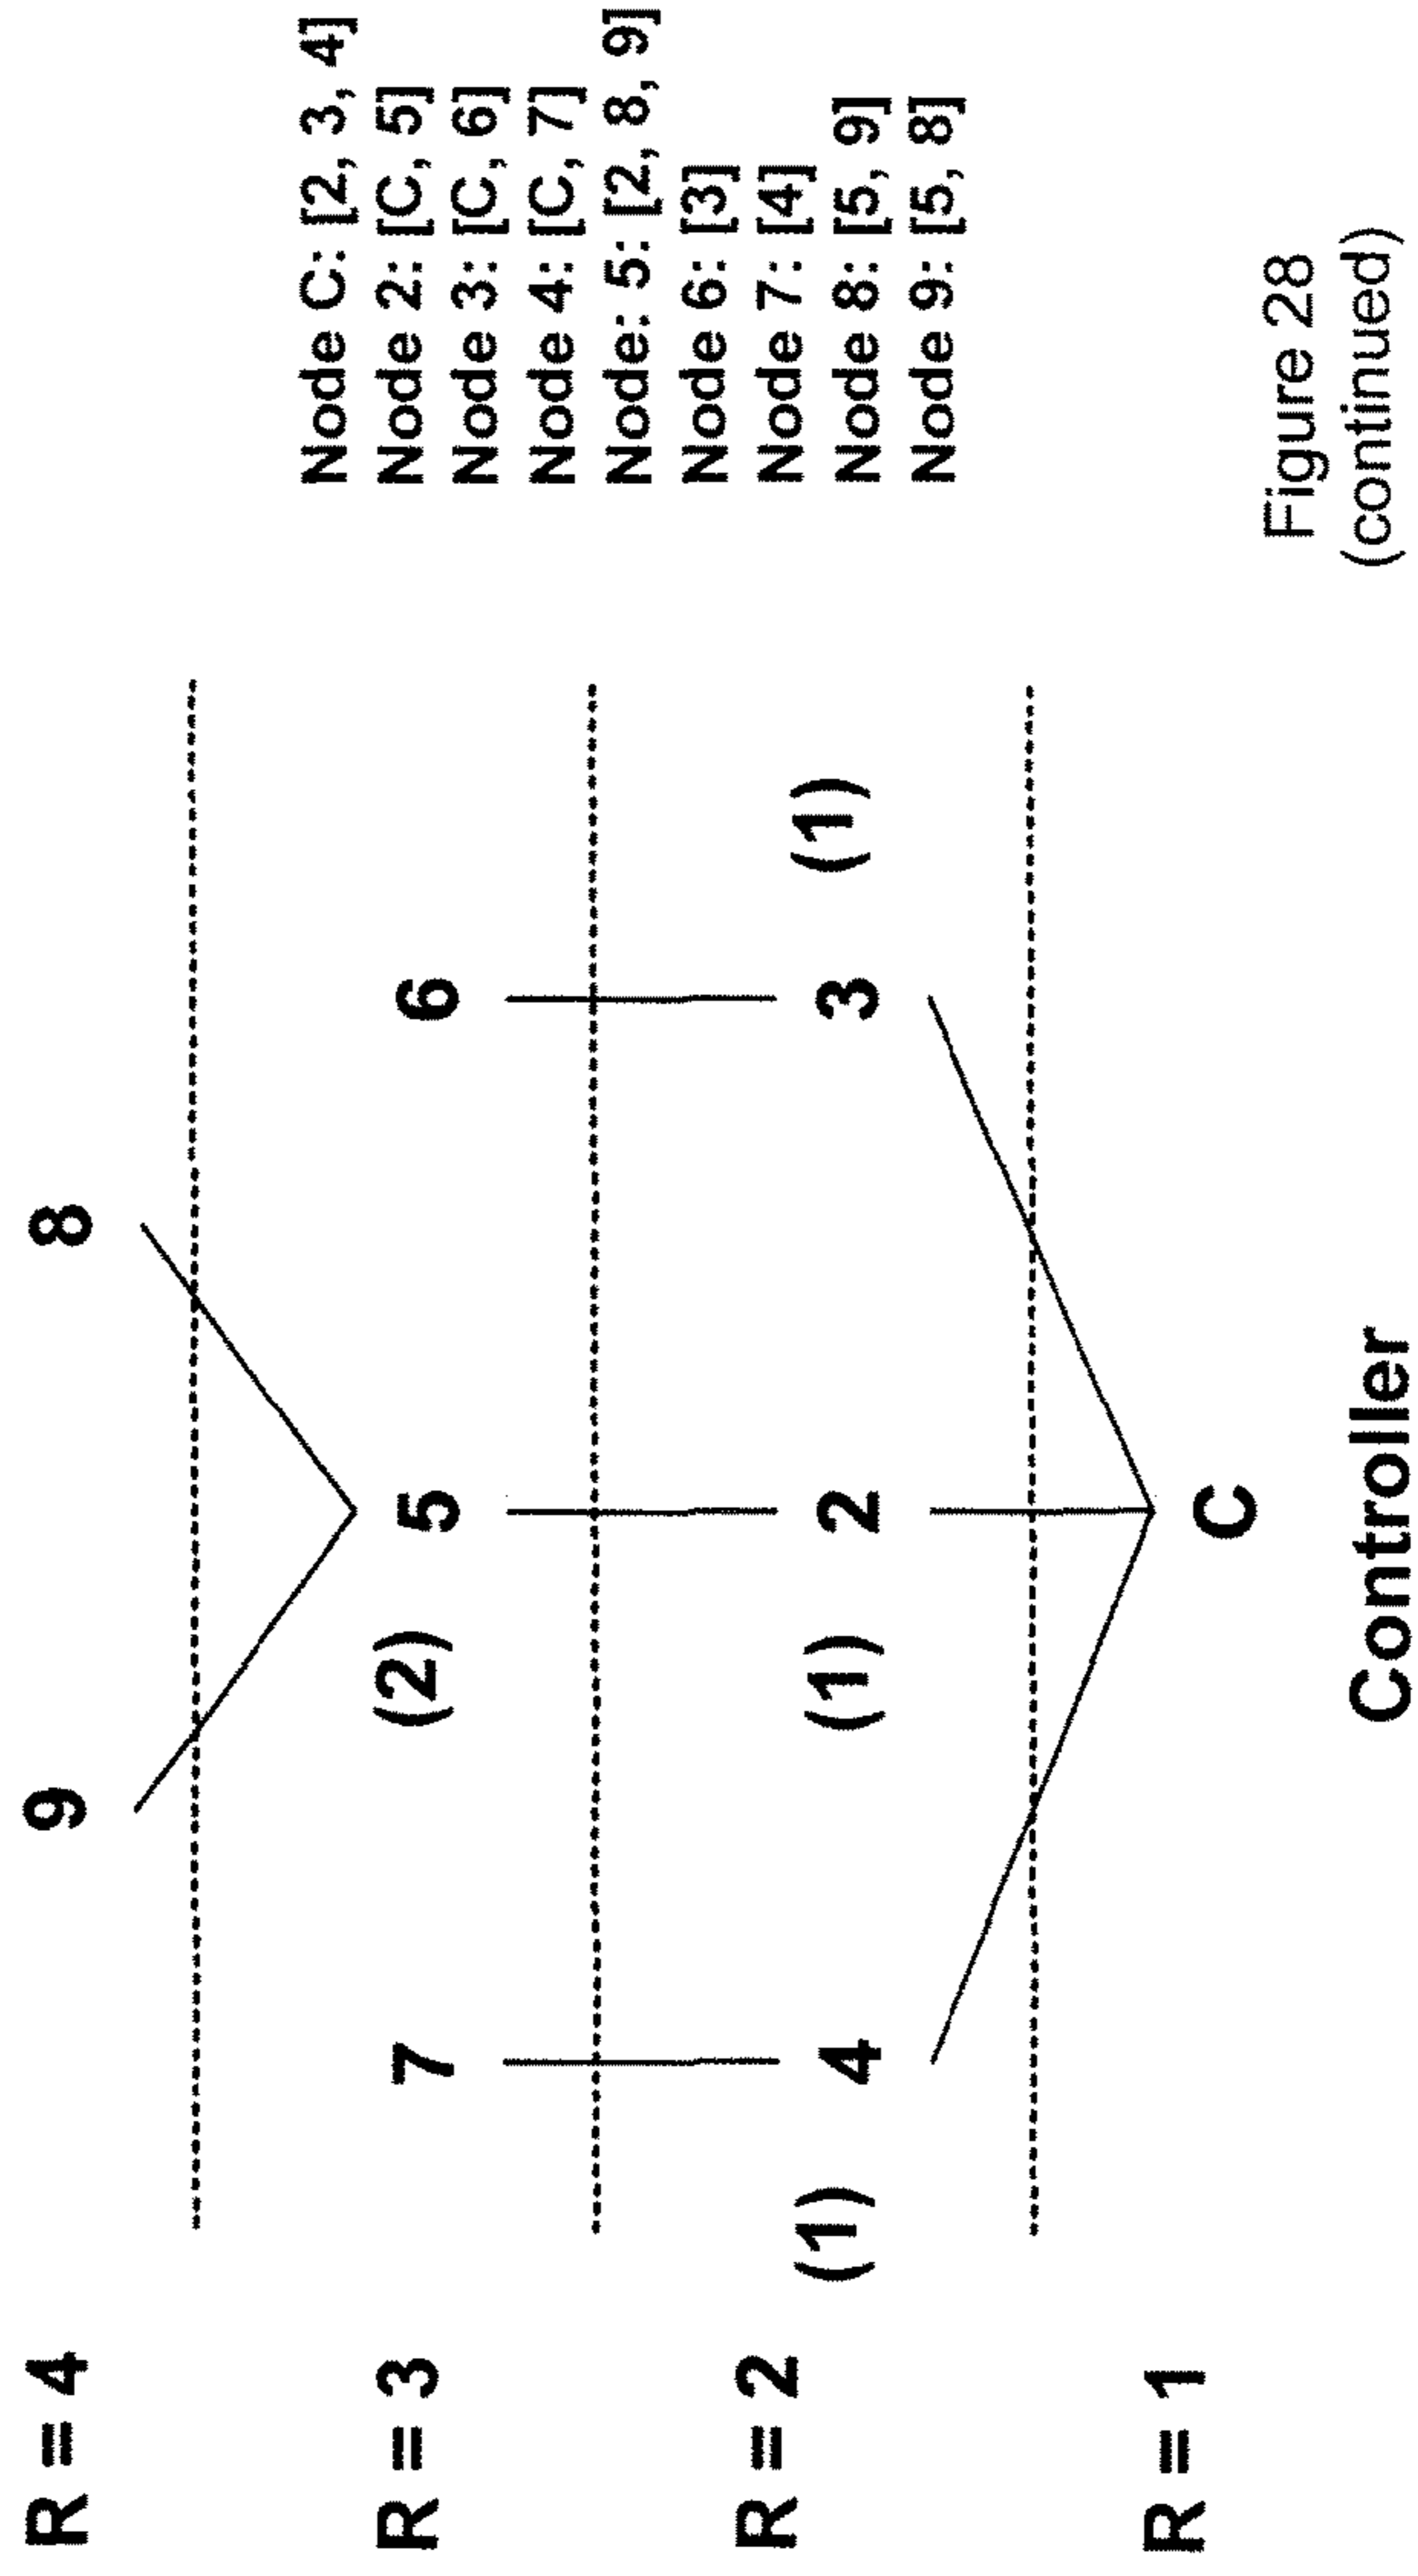 R = 4
9
8
R = 3
7
(2)
5
6
R = 2
(1)
4
(1)
2
3
(1)
R = 1
C
Controller
Node C: [2, 3, 4]
Node 2: [C, 5]
Node 3: [C, 6]
Node 4: [C, 7]
Node: 5: [2, 8, 9]
Node 6: [3]
Node 7: [4]
Node 8: [5, 9]
Node 9: [5, 8]
Figure 28
(continued)